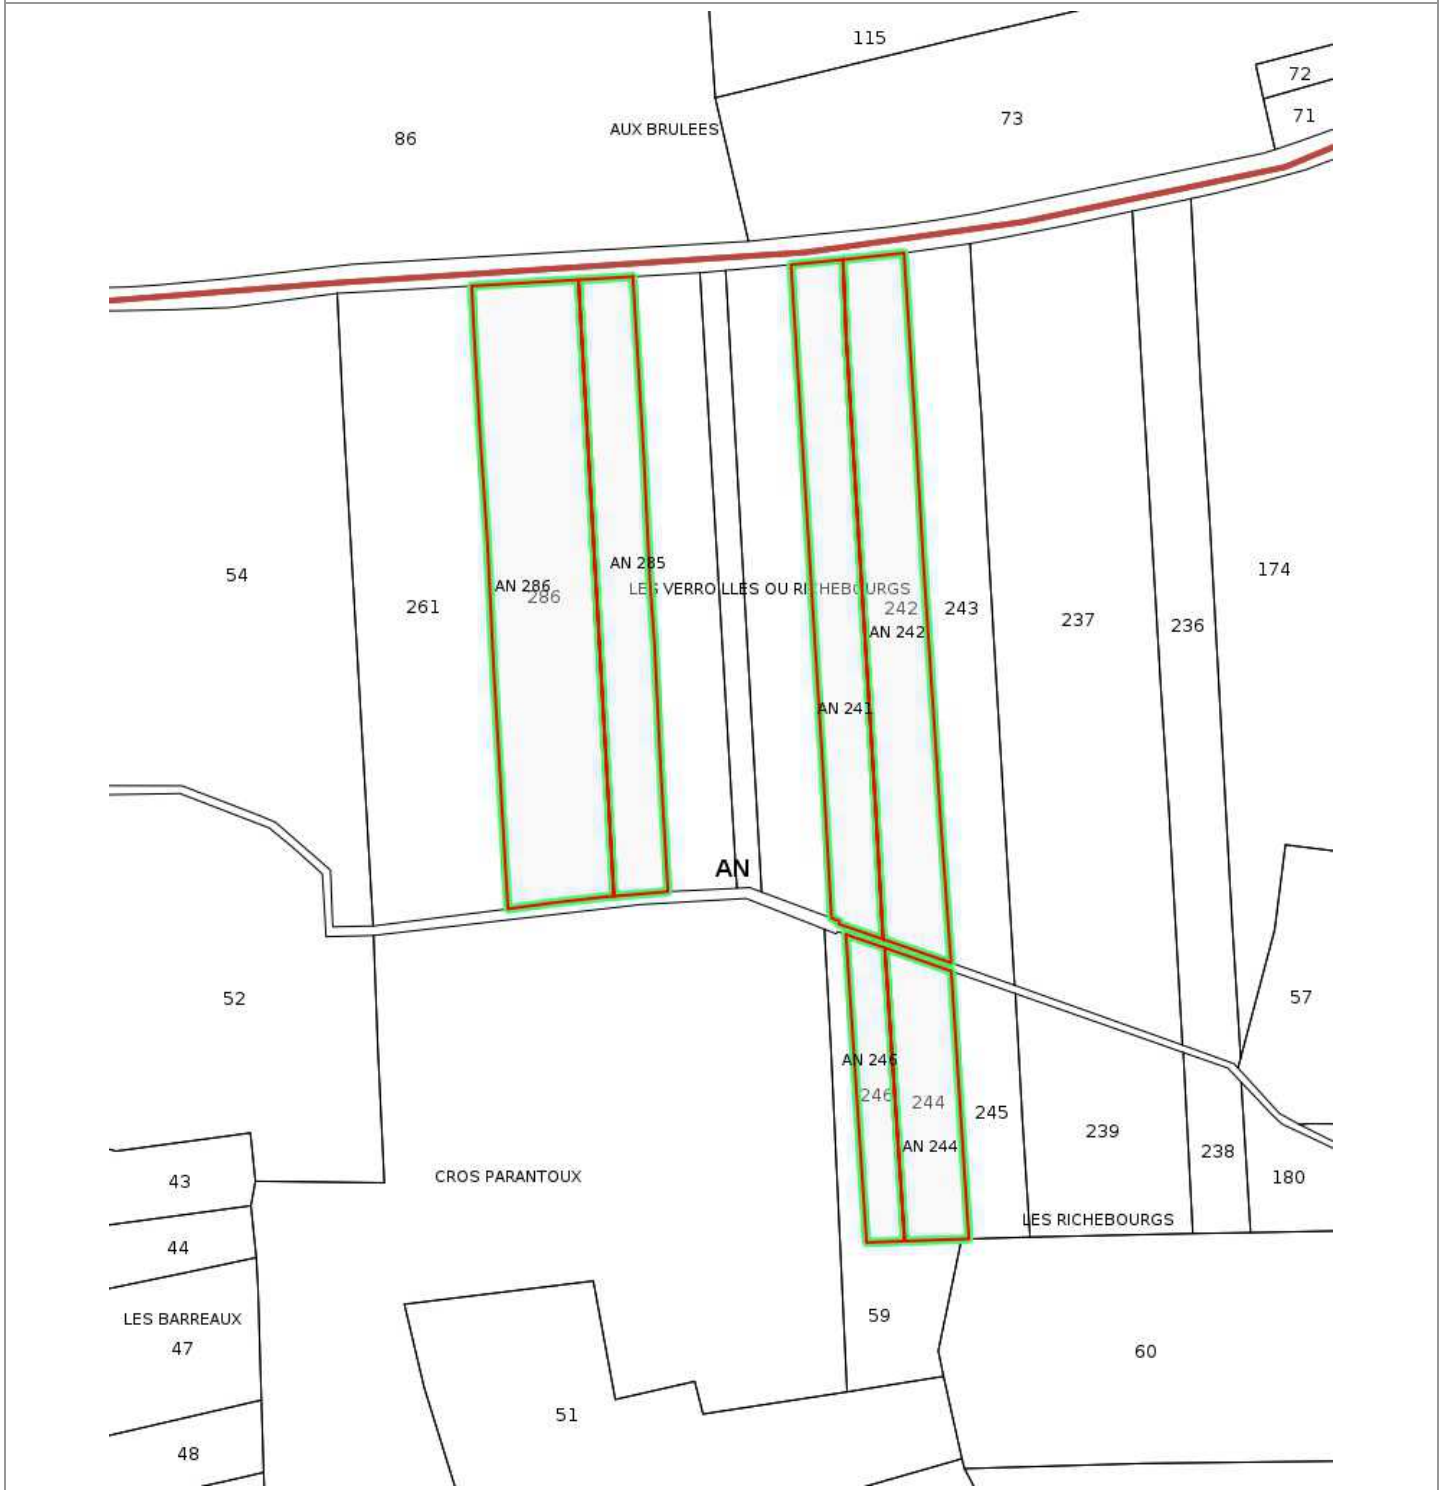 115
72
71
73
AUX BRULEES
86
AN 285
174
54
AN 286
LES VERROILLES OU RICHEBOURGS
286
261
242
243
237
236
AN 242
AN 241
AN
57
52
AN 246
246
244
245
239
AN 244
238
CROS PARANTOUX
180
43
LES RICHEBOURGS
44
59
LES BARREAUX
47
60
51
48